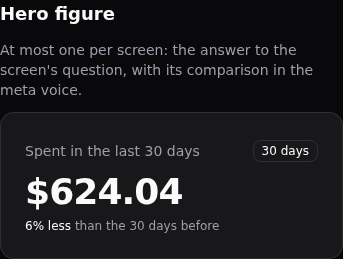 Hero figure
At most one per screen: the answer to the
screen's question, with its comparison in the
meta voice.
Spent in the last 30 days
30 days
$624.04
6% less than the 30 days before